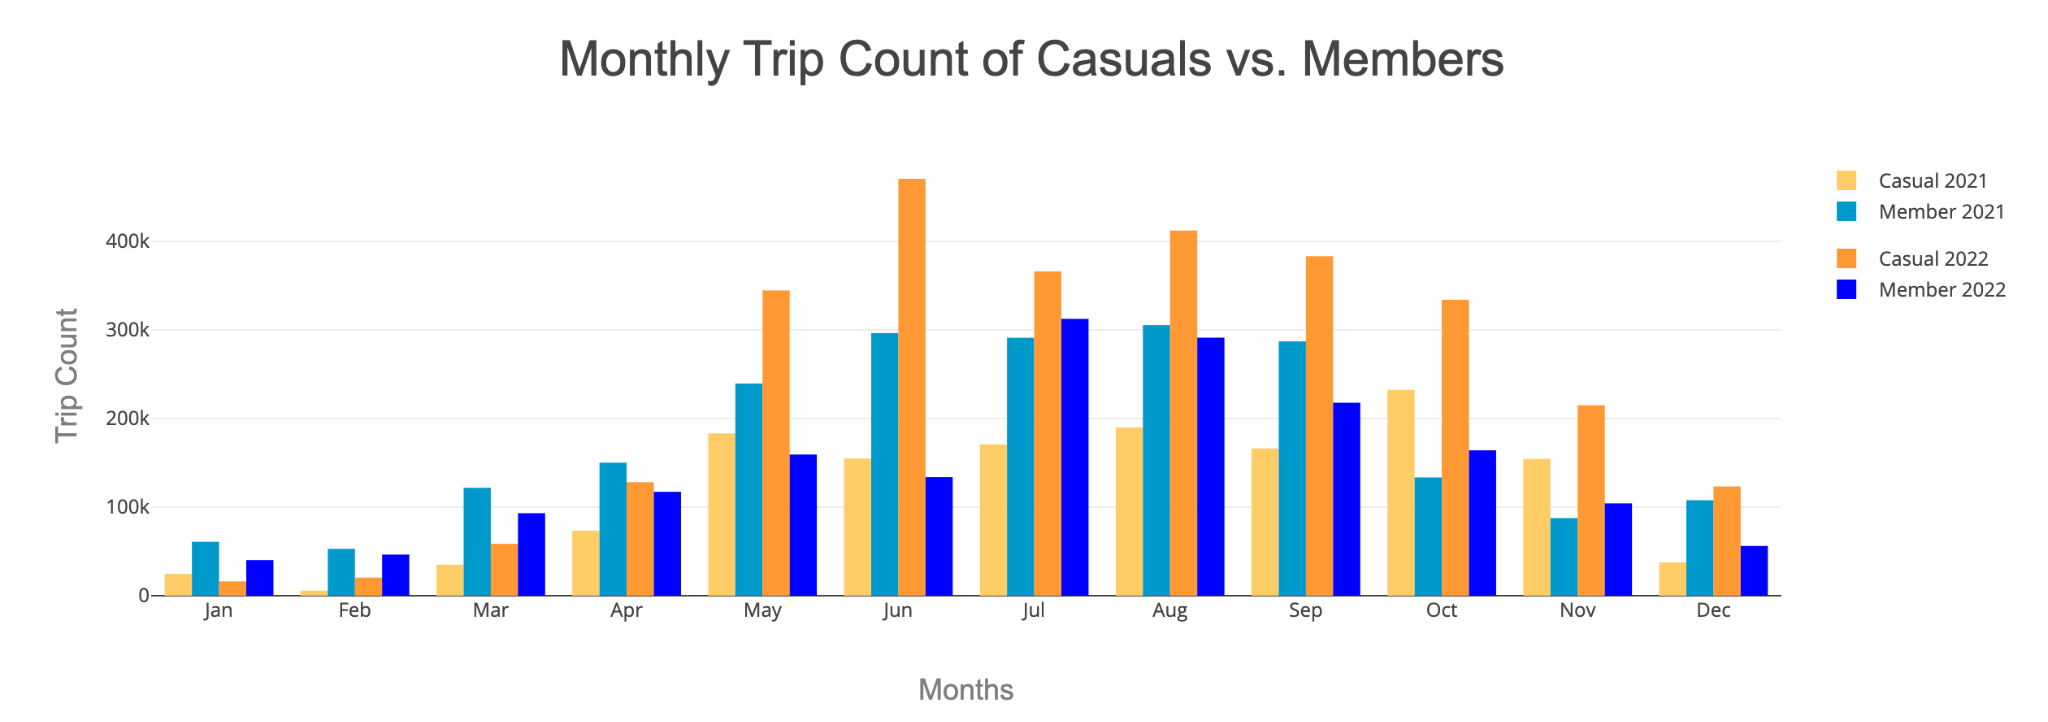 Monthly Trip Count of Casuals vs. Members
Casual 2021
Member 2021
Casual 2022
Member 2022
Trip Count
400k
300k
200k
100k
0
Jan Feb Mar Apr May Jun Jul Aug Sep Oct Nov Dec
Months